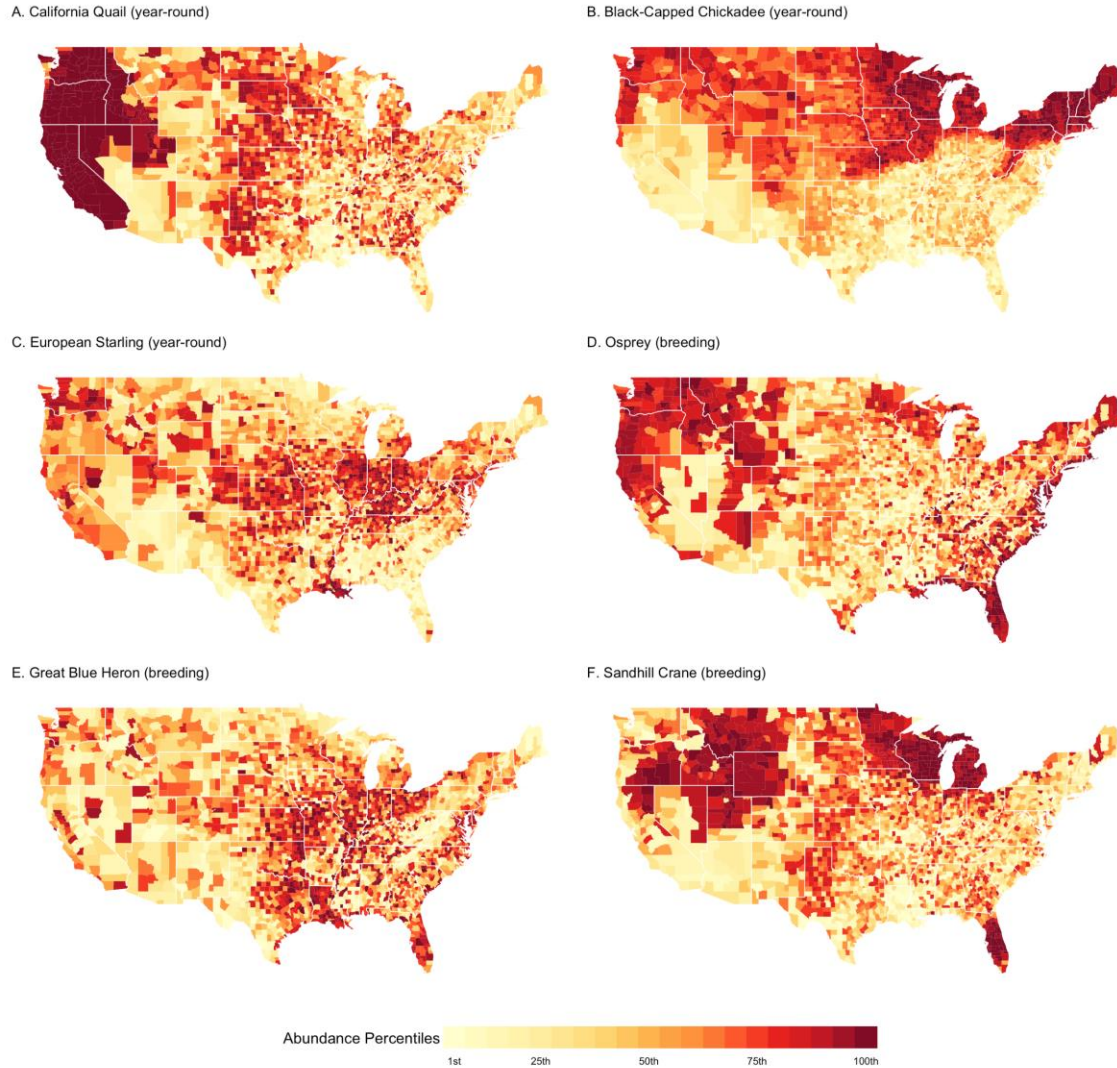 A. California Quail (year-round)
B. Black-Capped Chickadee (year-round)
C. European Starling (year-round)
D. Osprey (breeding)
E. Great Blue Heron (breeding)
F. Sandhill Crane (breeding)
Abundance Percentiles
1st 25th 50th 75th 100th